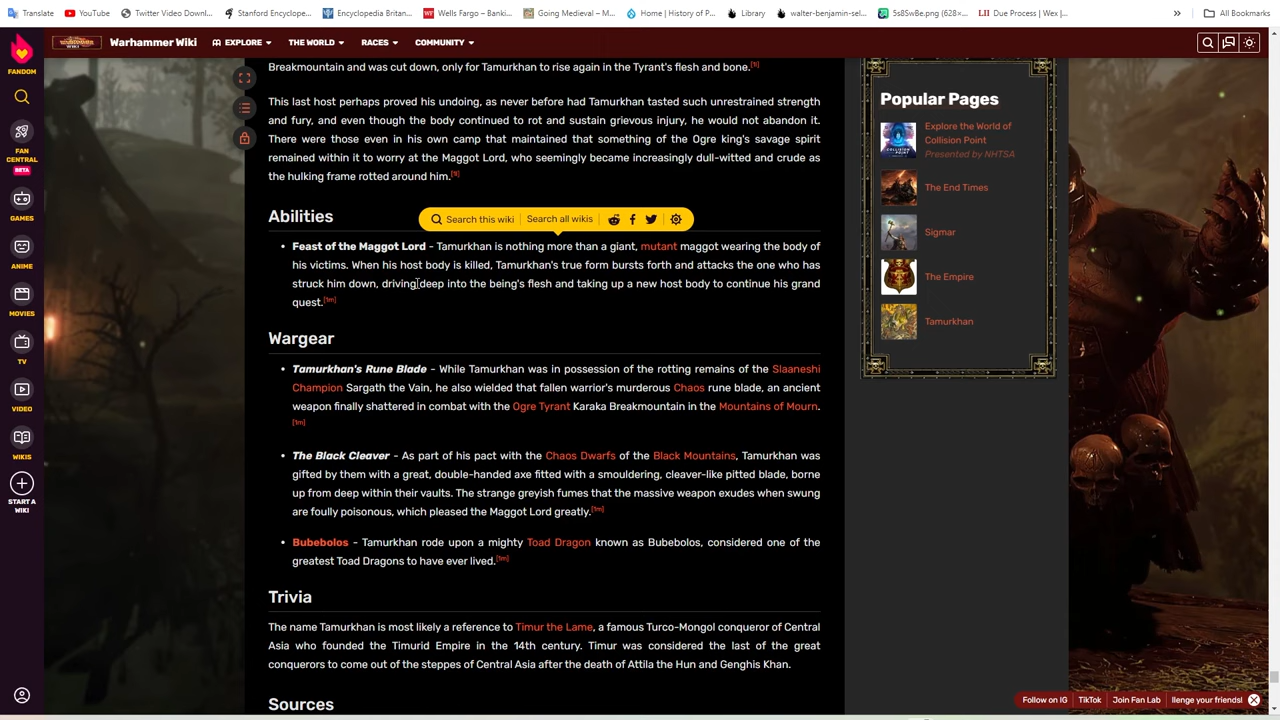 Translate
YouTube
Twitter Video Downl...
Stanford Encyclope...
Encyclopedia Britan...
Wells Fargo – Banki...
Going Medieval – M...
Home | History of P...
Library
walter-benjamin-sel...
5s8SwBe.png (628×...
LII Due Process | Wex |...
»
All Bookmarks
FANDOM
FAN CENTRAL
BETA
GAMES
ANIME
MOVIES
TV
VIDEO
WIKIS
START A WIKI
Warhammer Wiki
EXPLORE
THE WORLD
RACES
COMMUNITY
Breakmountain and was cut down, only for Tamurkhan to rise again in the Tyrant's flesh and bone.[1l]
This last host perhaps proved his undoing, as never before had Tamurkhan tasted such unrestrained strength
and fury, and even though the body continued to rot and sustain grievous injury, he would not abandon it.
There were those even in his own camp that maintained that something of the Ogre king's savage spirit
remained within it to worry at the Maggot Lord, who seemingly became increasingly dull-witted and crude as
the hulking frame rotted around him.[1l]
Abilities
Search this wiki
Search all wikis
• Feast of the Maggot Lord - Tamurkhan is nothing more than a giant, mutant maggot wearing the body of
his victims. When his host body is killed, Tamurkhan's true form bursts forth and attacks the one who has
struck him down, driving deep into the being's flesh and taking up a new host body to continue his grand
quest.[1m]
Wargear
• Tamurkhan's Rune Blade - While Tamurkhan was in possession of the rotting remains of the Slaaneshi
Champion Sargath the Vain, he also wielded that fallen warrior's murderous Chaos rune blade, an ancient
weapon finally shattered in combat with the Ogre Tyrant Karaka Breakmountain in the Mountains of Mourn.
[1m]
• The Black Cleaver - As part of his pact with the Chaos Dwarfs of the Black Mountains, Tamurkhan was
gifted by them with a great, double-handed axe fitted with a smouldering, cleaver-like pitted blade, borne
up from deep within their vaults. The strange greyish fumes that the massive weapon exudes when swung
are foully poisonous, which pleased the Maggot Lord greatly.[1m]
• Bubebolos - Tamurkhan rode upon a mighty Toad Dragon known as Bubebolos, considered one of the
greatest Toad Dragons to have ever lived.[1m]
Trivia
The name Tamurkhan is most likely a reference to Timur the Lame, a famous Turco-Mongol conqueror of Central
Asia who founded the Timurid Empire in the 14th century. Timur was considered the last of the great
conquerors to come out of the steppes of Central Asia after the death of Attila the Hun and Genghis Khan.
Sources
Popular Pages
Explore the World of
Collision Point
Presented by NHTSA
The End Times
Sigmar
The Empire
Tamurkhan
Follow on IG
TikTok
Join Fan Lab
llenge your friends!